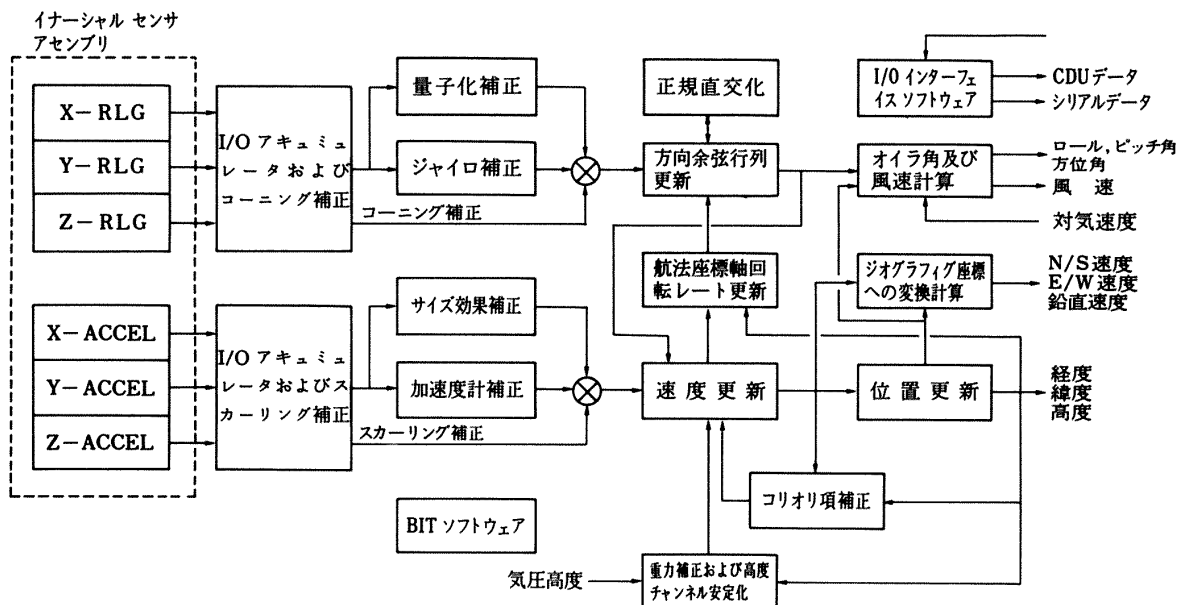 イナーシャル センサ
アセンブリ
X-RLG
Y-RLG
Z-RLG
I/O アキュミュ
レータおよび
コーニング補正
量子化補正
ジャイロ補正
コーニング補正
正規直交化
方向余弦行列
更新
航法座標軸回
転レート更新
I/O インターフェ
イス ソフトウェア
CDUデータ
シリアルデータ
オイラ角及び
風速計算
ロール, ピッチ角
方位角
風 速
対気速度
ジオグラフィグ座標
への変換計算
N/S速度
E/W速度
鉛直速度
X-ACCEL
Y-ACCEL
Z-ACCEL
I/O アキュミュ
レータおよびス
カーリング補正
サイズ効果補正
加速度計補正
スカーリング補正
速度更新
位置更新
経度
緯度
高度
コリオリ項補正
BIT ソフトウェア
気圧高度
重力補正および高度
チャンネル安定化